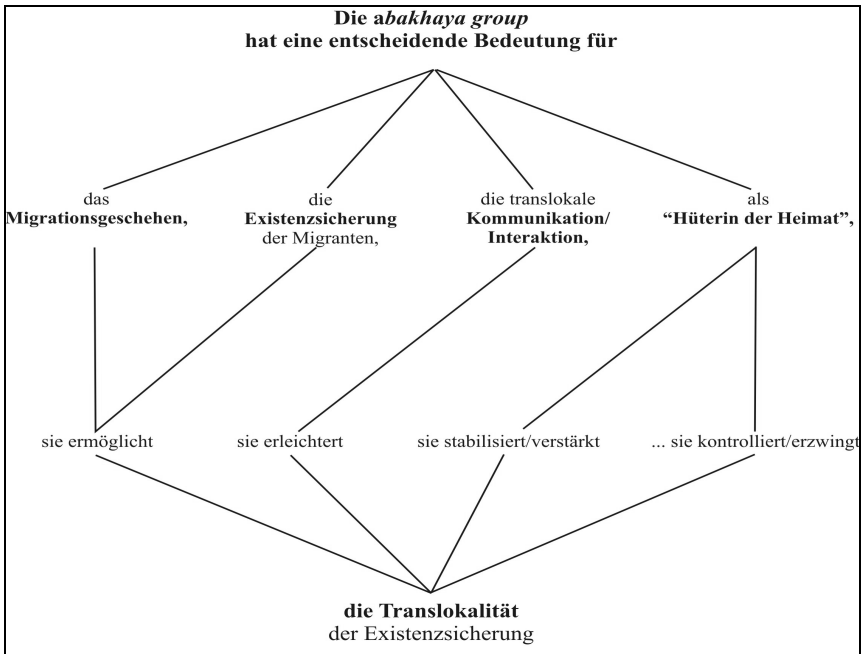 Die abakhaya group
hat eine entscheidende Bedeutung für
das
Migrationsgeschehen,
die
Existenzsicherung
der Migranten,
die translokale
Kommunikation/
Interaktion,
als
“Hüterin der Heimat”,
sie ermöglicht
sie erleichtert
sie stabilisiert/verstärkt
... sie kontrolliert/erzwingt
die Translokalität
der Existenzsicherung